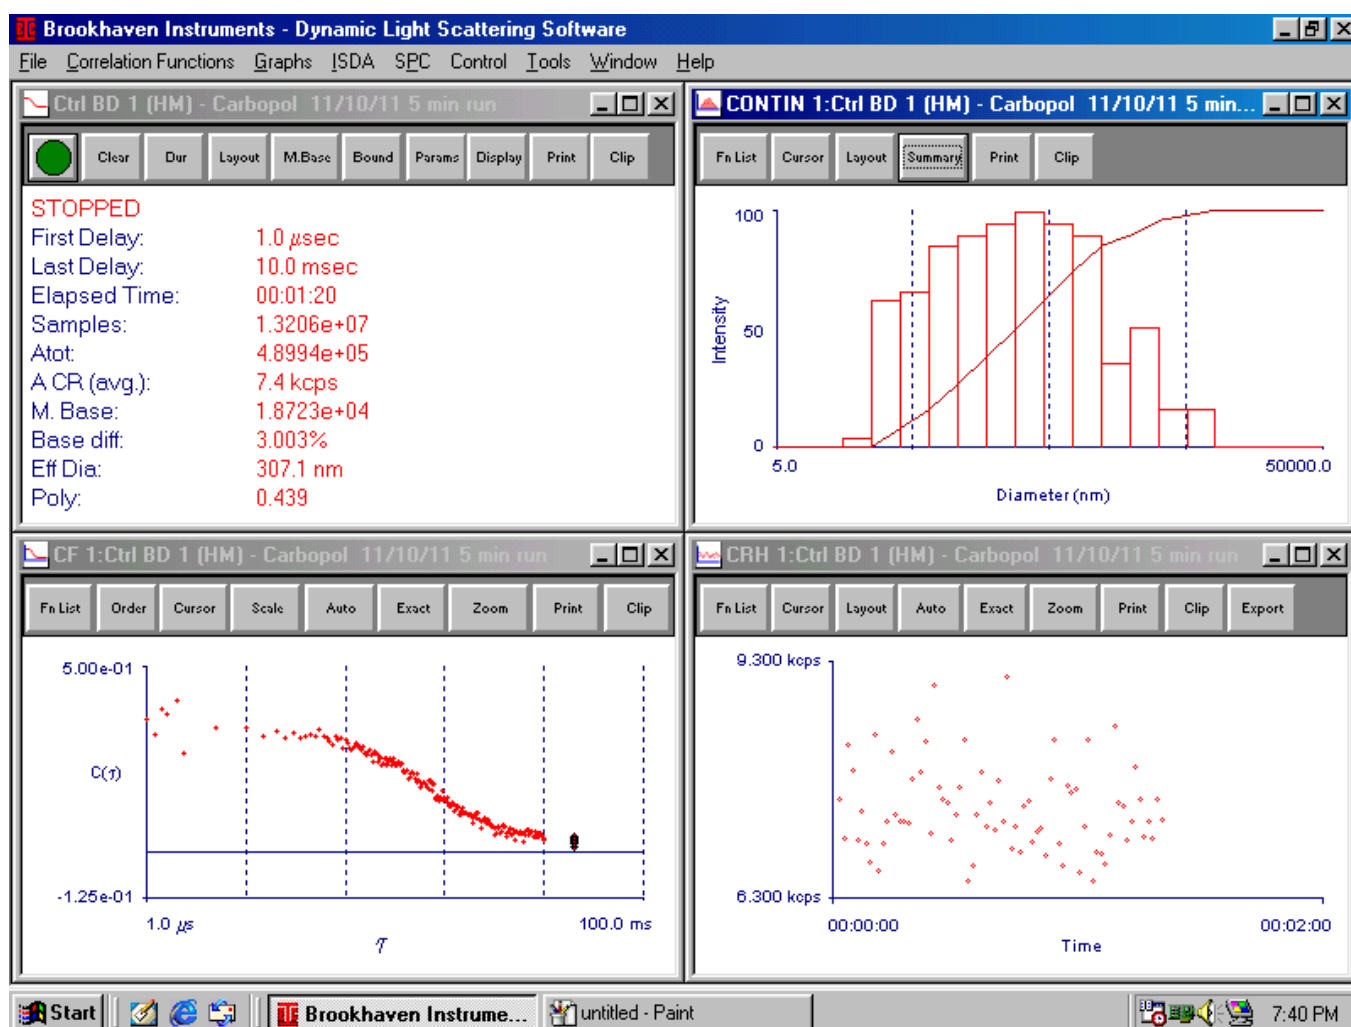 Brookhaven Instruments - Dynamic Light Scattering Software
File Correlation Functions Graphs ISDA SPC Control Tools Window Help
Ctrl BD 1 (HM) - Carbopol 11/10/11 5 min run
Clear Dur Layout M.Base Bound Params Display Print Clip
STOPPED
First Delay: 1.0 µsec
Last Delay: 10.0 msec
Elapsed Time: 00:01:20
Samples: 1.3206e+07
Atot: 4.8994e+05
A CR (avg.): 7.4 kcps
M. Base: 1.8723e+04
Base diff: 3.003%
Eff Dia: 307.1 nm
Poly: 0.439
CONTIN 1:Ctrl BD 1 (HM) - Carbopol 11/10/11 5 min...
Fn List Cursor Layout Summary Print Clip
100
50
0
Intensity
5.0 50000.0
Diameter (nm)
CF 1:Ctrl BD 1 (HM) - Carbopol 11/10/11 5 min run
Fn List Order Cursor Scale Auto Exact Zoom Print Clip
5.00e-01
C(τ)
-1.25e-01
1.0 µs 100.0 ms
τ
CRH 1:Ctrl BD 1 (HM) - Carbopol 11/10/11 5 min run
Fn List Cursor Layout Auto Exact Zoom Print Clip Export
9.300 kcps
6.300 kcps
00:00:00 00:02:00
Time
Start Brookhaven Instrume... untitled - Paint 7:40 PM